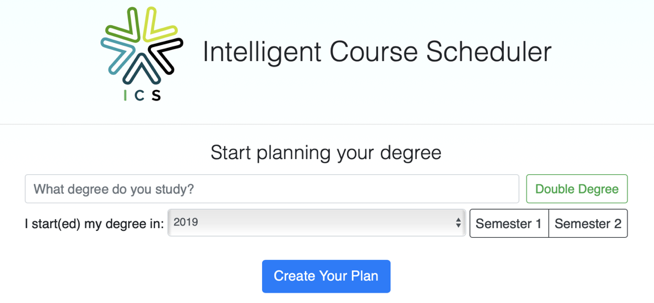 Intelligent Course Scheduler
I C S
Start planning your degree
What degree do you study?
Double Degree
I start(ed) my degree in:
2019
Semester 1
Semester 2
Create Your Plan